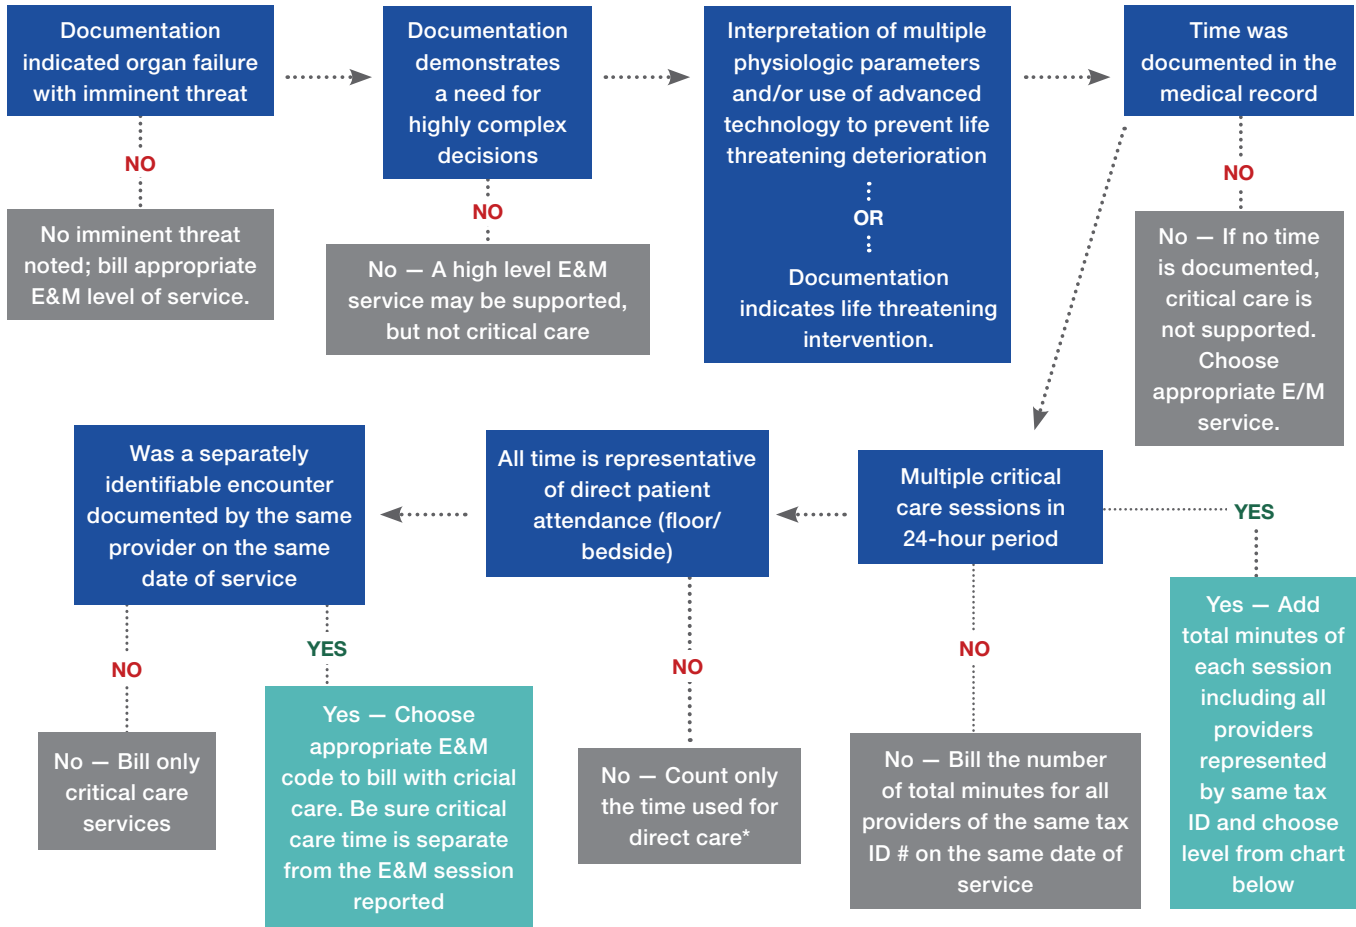 Documentation
indicated organ failure
with imminent threat
NO
No imminent threat
noted; bill appropriate
E&M level of service.
Documentation
demonstrates
a need for
highly complex
decisions
NO
No — A high level E&M
service may be supported,
but not critical care
Interpretation of multiple
physiologic parameters
and/or use of advanced
technology to prevent life
threatening deterioration
OR
Documentation
indicates life threatening
intervention.
Time was
documented in the
medical record
NO
No — If no time
is documented,
critical care is
not supported.
Choose
appropriate E/M
service.
Multiple critical
care sessions in
24-hour period
YES
Yes — Add
total minutes of
each session
including all
providers
represented
by same tax
ID and choose
level from chart
below
NO
No — Bill the number
of total minutes for all
providers of the same tax
ID # on the same date of
service
All time is representative
of direct patient
attendance (floor/
bedside)
NO
No — Count only
the time used for
direct care*
Was a separately
identifiable encounter
documented by the same
provider on the same
date of service
YES
Yes — Choose
appropriate E&M
code to bill with cricial
care. Be sure critical
care time is separate
from the E&M session
reported
NO
No — Bill only
critical care
services